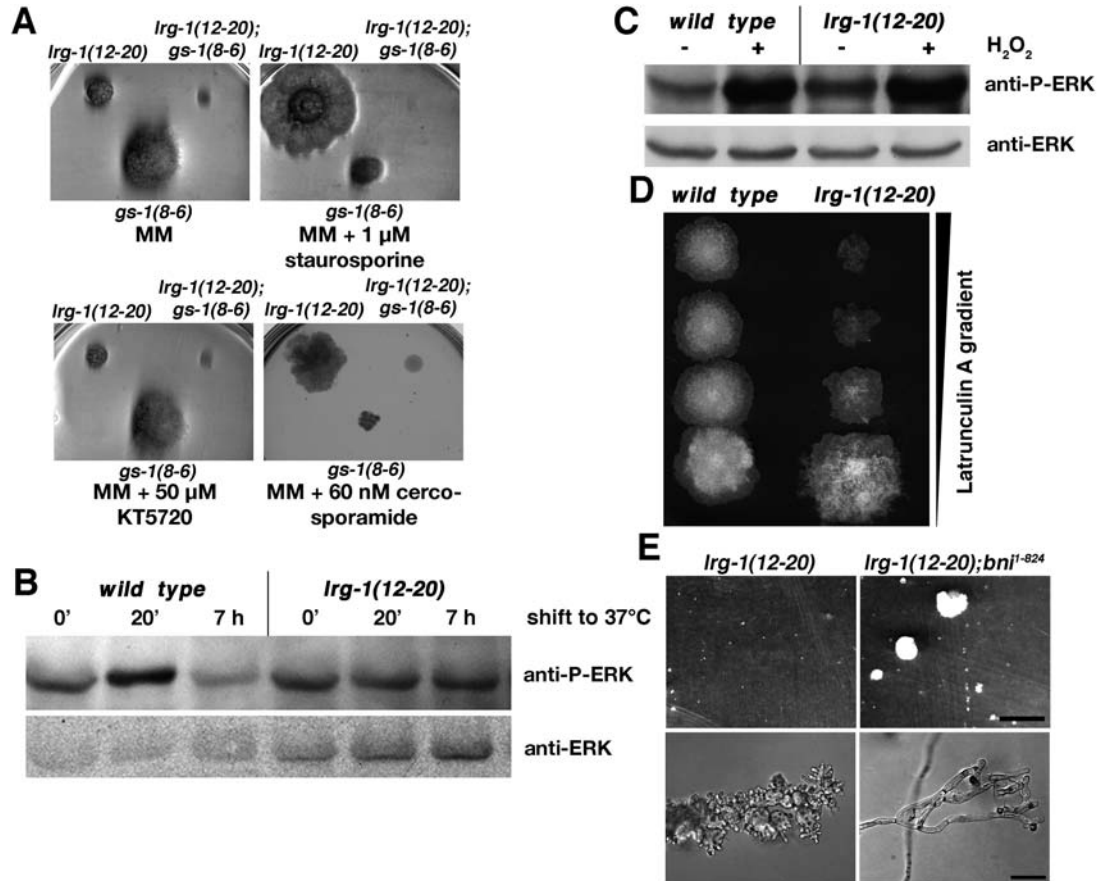 A
lrg-1(12-20)
lrg-1(12-20);
gs-1(8-6)
lrg-1(12-20)
lrg-1(12-20);
gs-1(8-6)
gs-1(8-6)
MM
gs-1(8-6)
MM + 1 µM
staurosporine
lrg-1(12-20)
lrg-1(12-20);
gs-1(8-6)
lrg-1(12-20)
lrg-1(12-20);
gs-1(8-6)
gs-1(8-6)
MM + 50 µM
KT5720
gs-1(8-6)
MM + 60 nM cerco-
sporamide
B
wild type
lrg-1(12-20)
0' 20' 7 h 0' 20' 7 h shift to 37°C
anti-P-ERK
anti-ERK
C
wild type
lrg-1(12-20)
- + - + H₂O₂
anti-P-ERK
anti-ERK
D
wild type
lrg-1(12-20)
Latrunculin A gradient
E
lrg-1(12-20)
lrg-1(12-20);bni¹⁻⁸²⁴